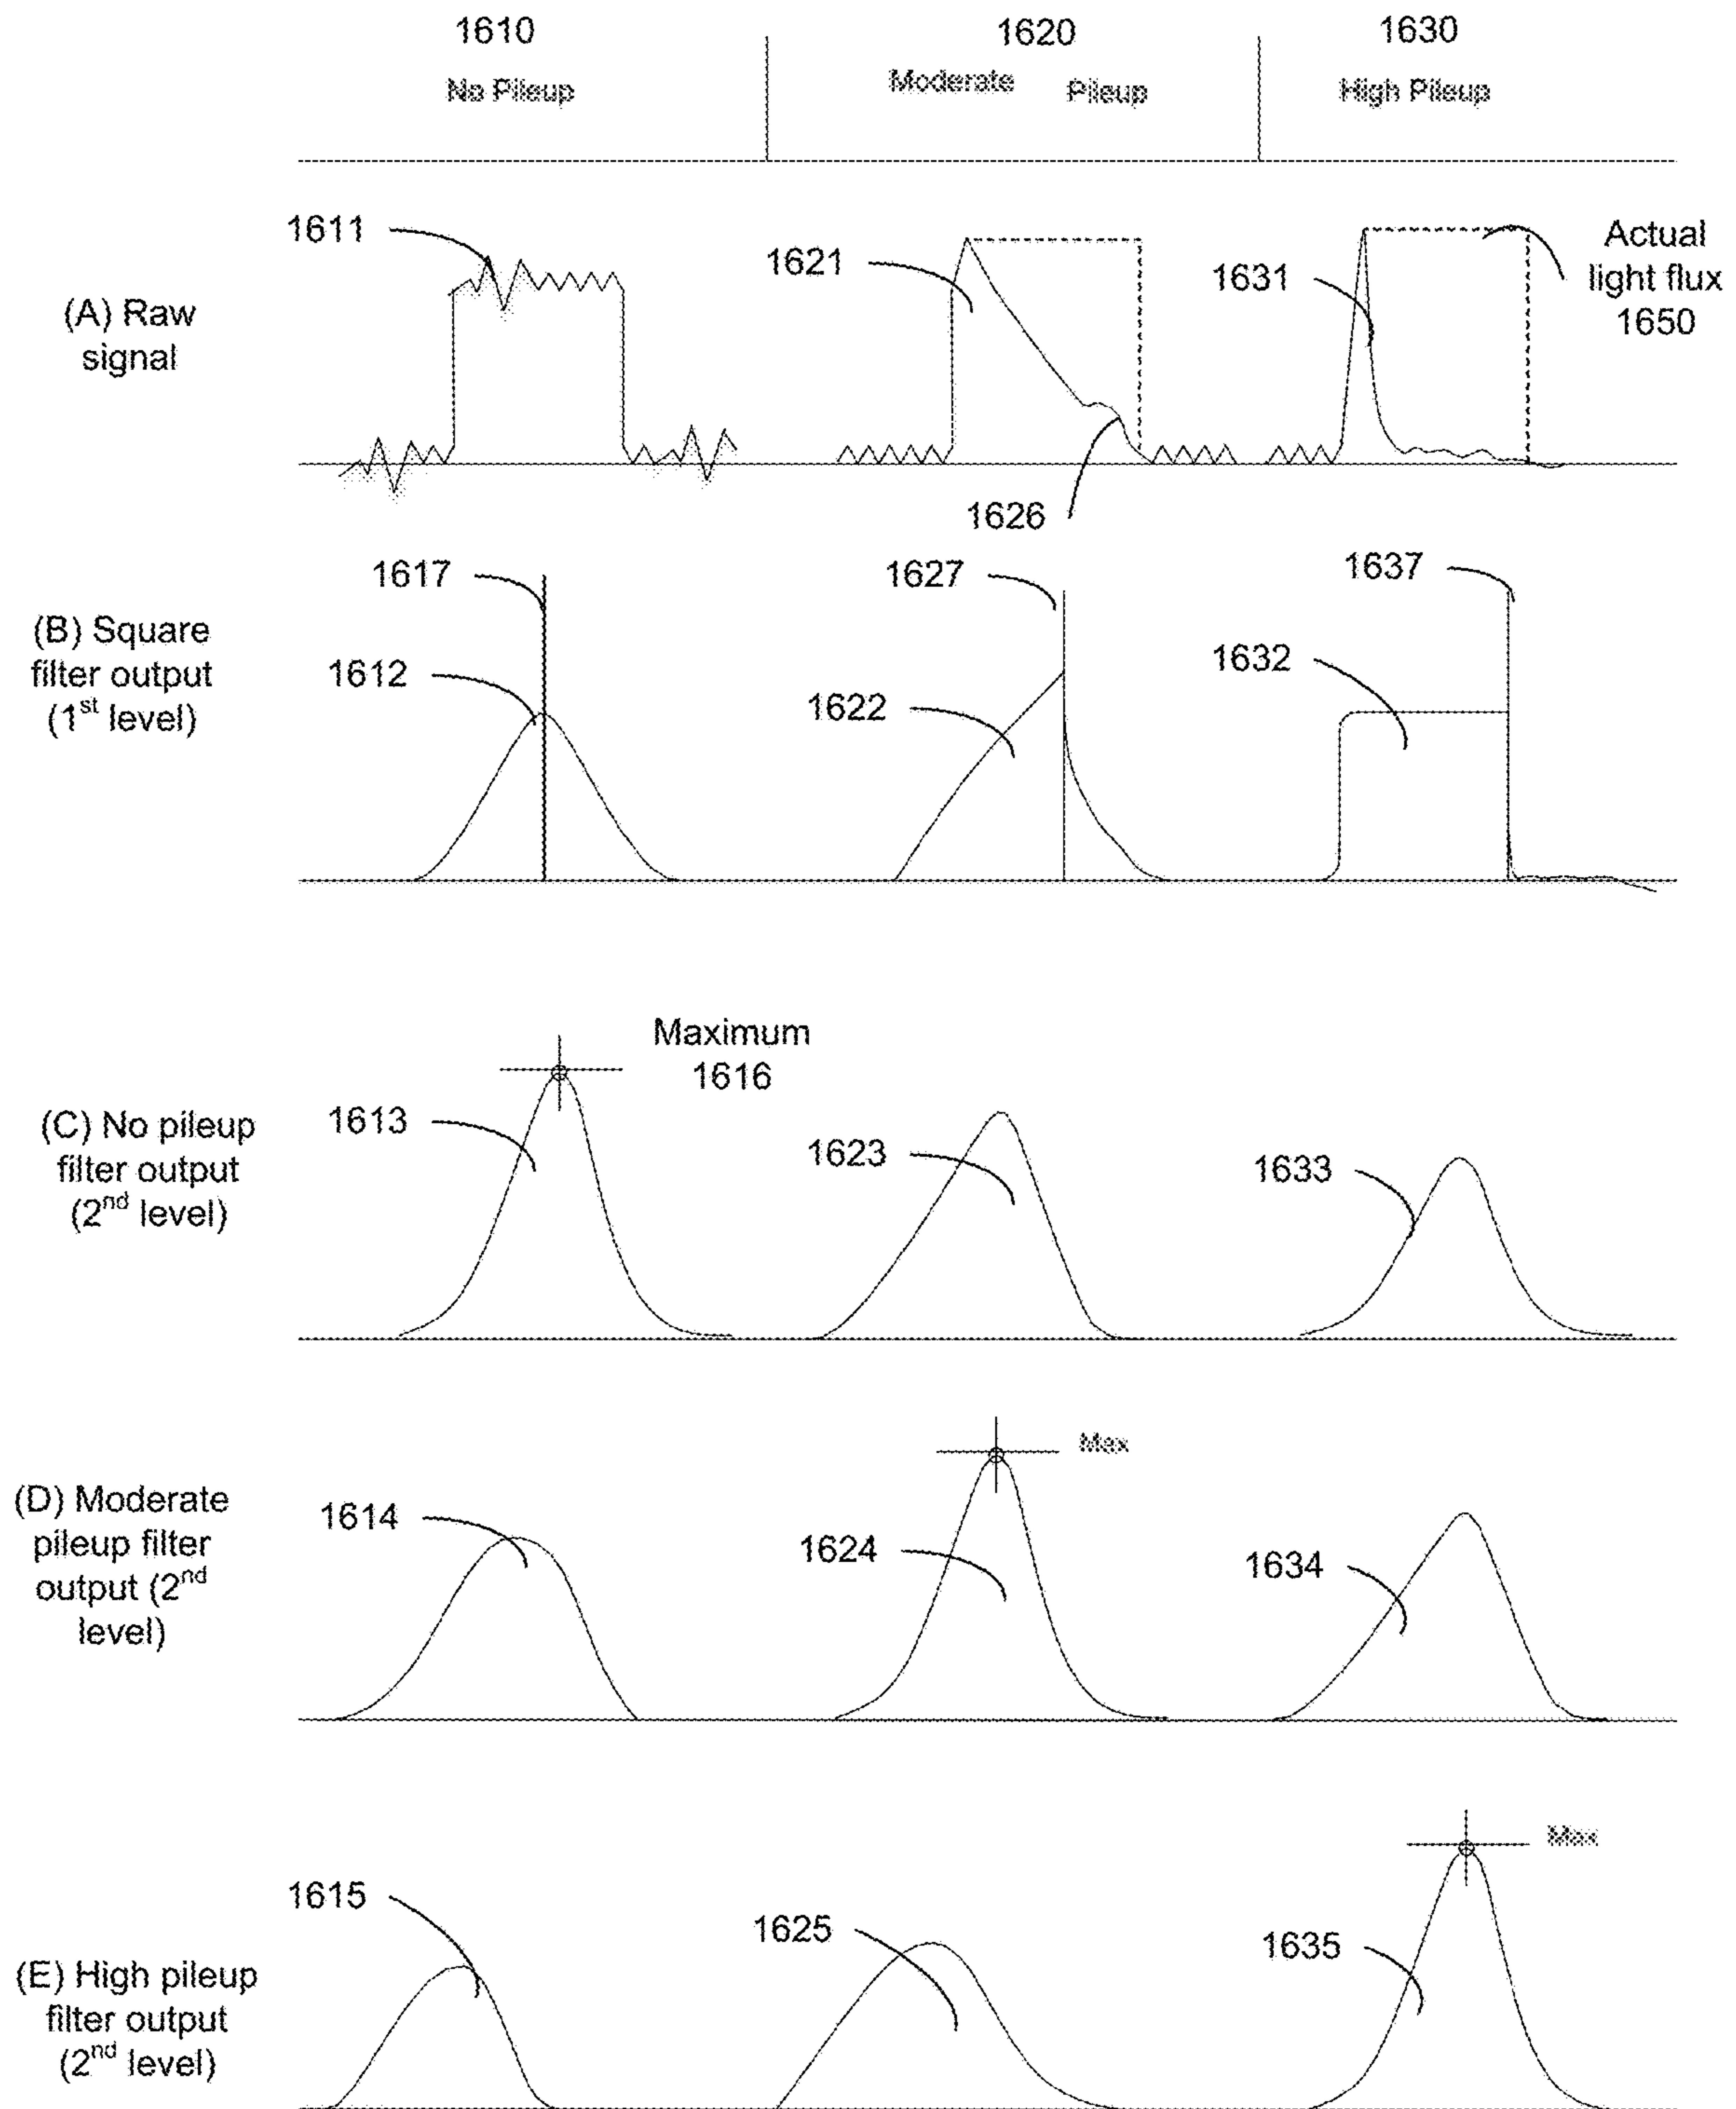 1610
1620
1630
No Pileup
Moderate Pileup
High Pileup
1611
1621
1631
Actual
light flux
1650
(A) Raw
signal
1626
1617
1627
1637
(B) Square
filter output
(1st level)
1612
1622
1632
Maximum
1616
(C) No pileup
filter output
(2nd level)
1613
1623
1633
Max
(D) Moderate
pileup filter
output (2nd
level)
1614
1624
1634
Max
1615
1625
1635
(E) High pileup
filter output
(2nd level)